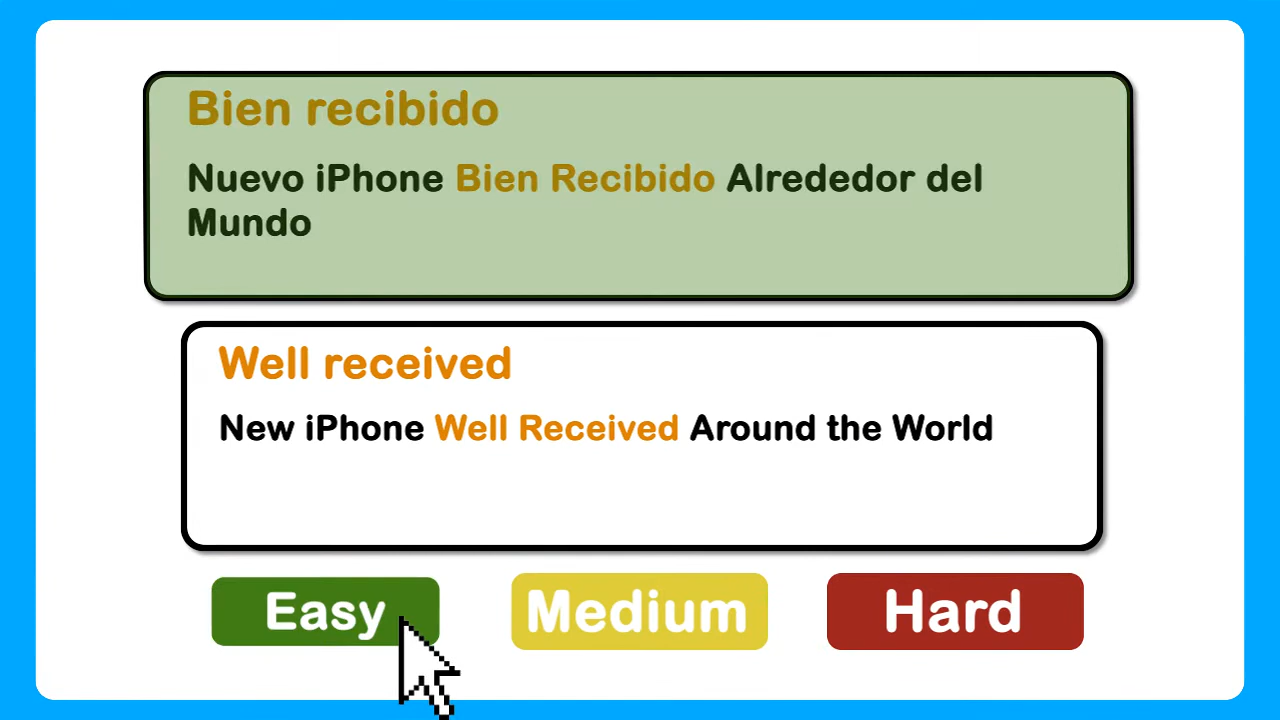 Bien recibido
Nuevo iPhone Bien Recibido Alrededor del
Mundo
Well received
New iPhone Well Received Around the World
Easy
Medium
Hard